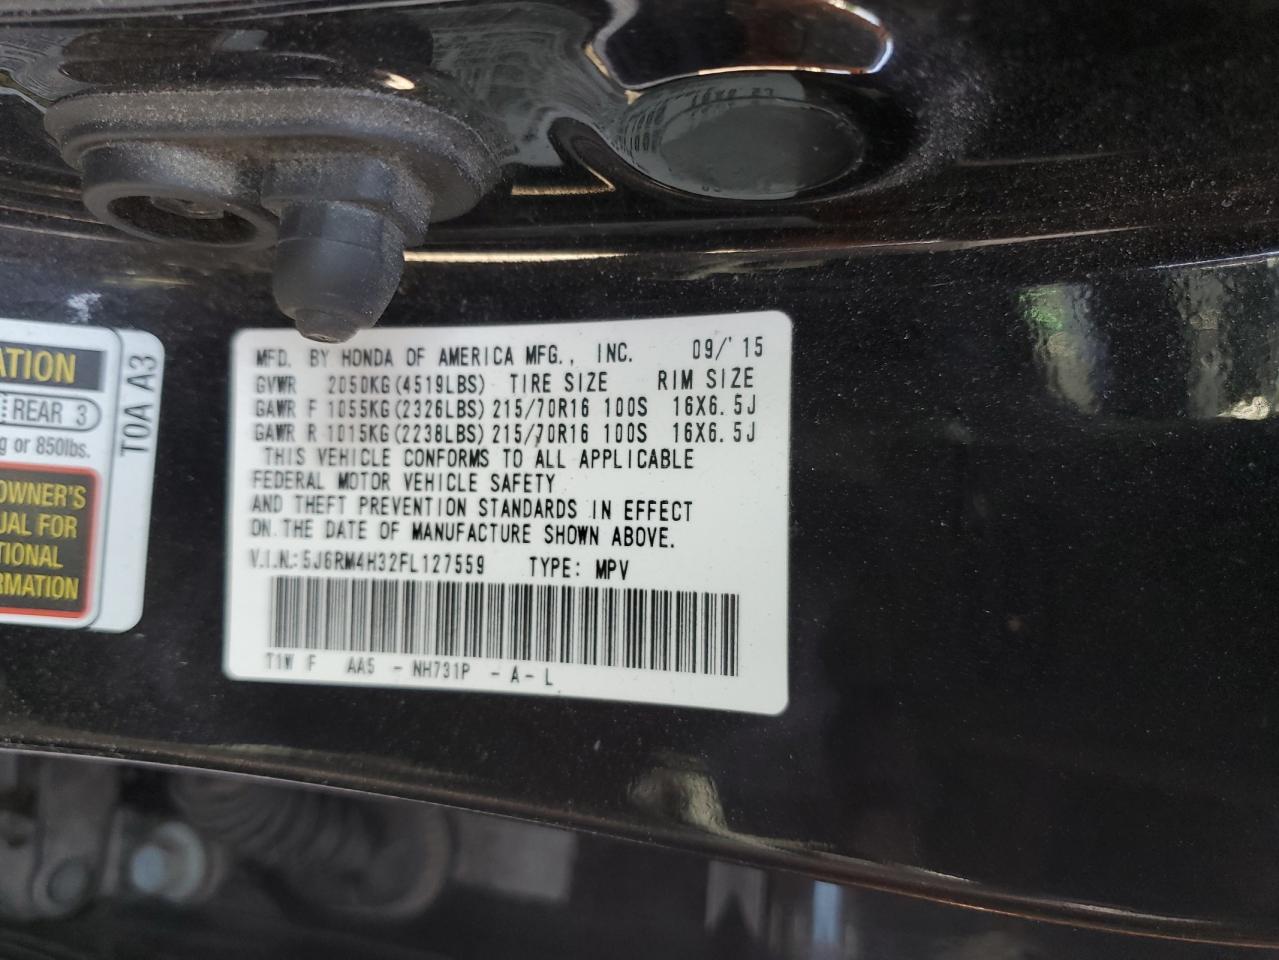 ATION
REAR 3
g or 850lbs.
OWNER'S
UAL FOR
TIONAL
RMATION
T0A A3
MFD. BY HONDA OF AMERICA MFG., INC. 09/'15
GVWR 2050KG(4519LBS) TIRE SIZE RIM SIZE
GAWR F 1055KG(2326LBS) 215/70R16 100S 16X6.5J
GAWR R 1015KG(2238LBS) 215/70R16 100S 16X6.5J
THIS VEHICLE CONFORMS TO ALL APPLICABLE
FEDERAL MOTOR VEHICLE SAFETY
AND THEFT PREVENTION STANDARDS IN EFFECT
ON THE DATE OF MANUFACTURE SHOWN ABOVE.
V.I.N.: 5J6RM4H32FL127559 TYPE: MPV
T1W F AA5 - NH731P - A - L